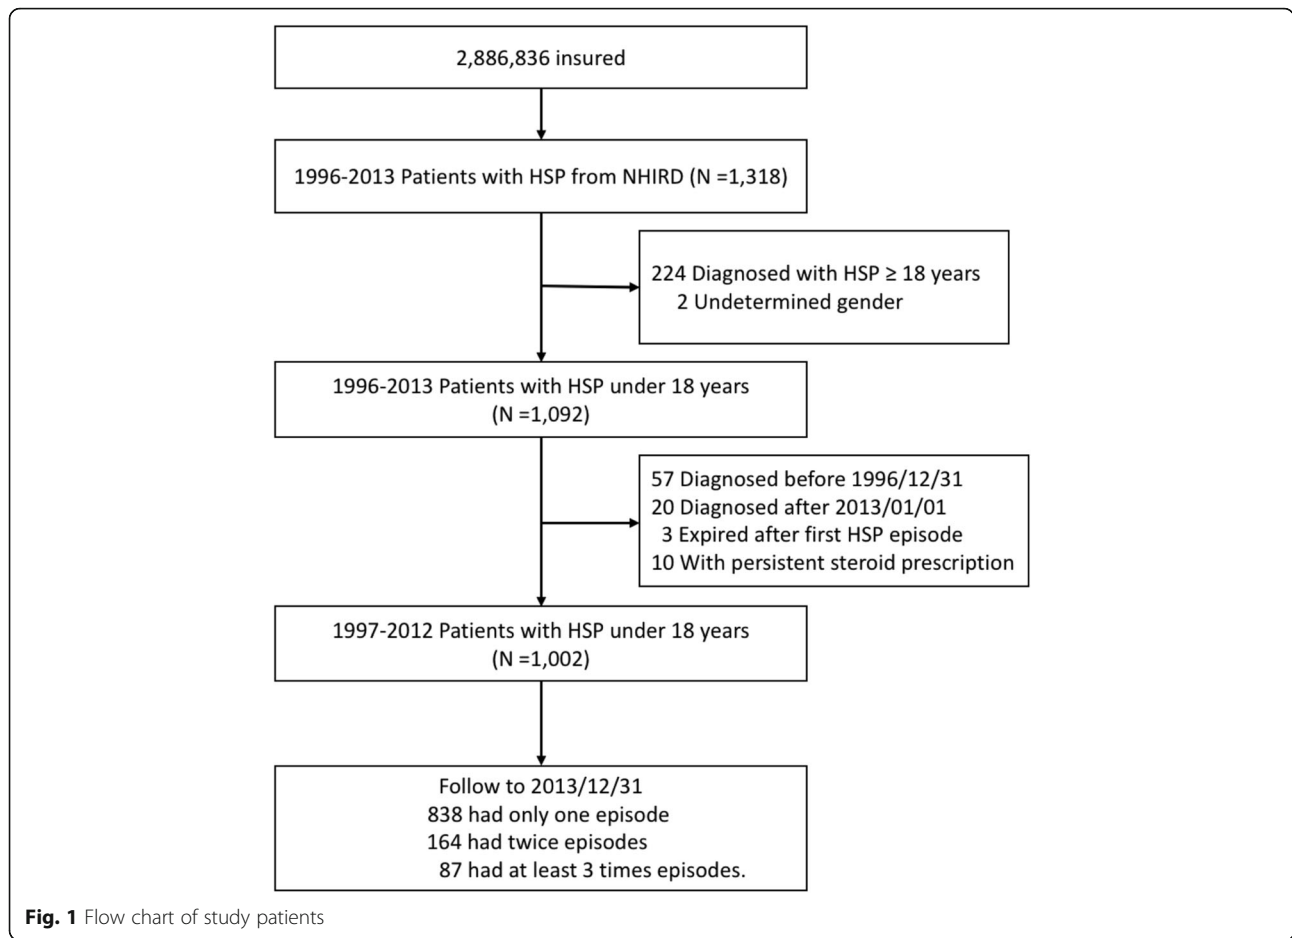 2,886,836 insured
1996-2013 Patients with HSP from NHIRD (N =1,318)
224 Diagnosed with HSP ≥ 18 years
2 Undetermined gender
1996-2013 Patients with HSP under 18 years
(N =1,092)
57 Diagnosed before 1996/12/31
20 Diagnosed after 2013/01/01
3 Expired after first HSP episode
10 With persistent steroid prescription
1997-2012 Patients with HSP under 18 years
(N =1,002)
Follow to 2013/12/31
838 had only one episode
164 had twice episodes
87 had at least 3 times episodes.
Fig. 1 Flow chart of study patients